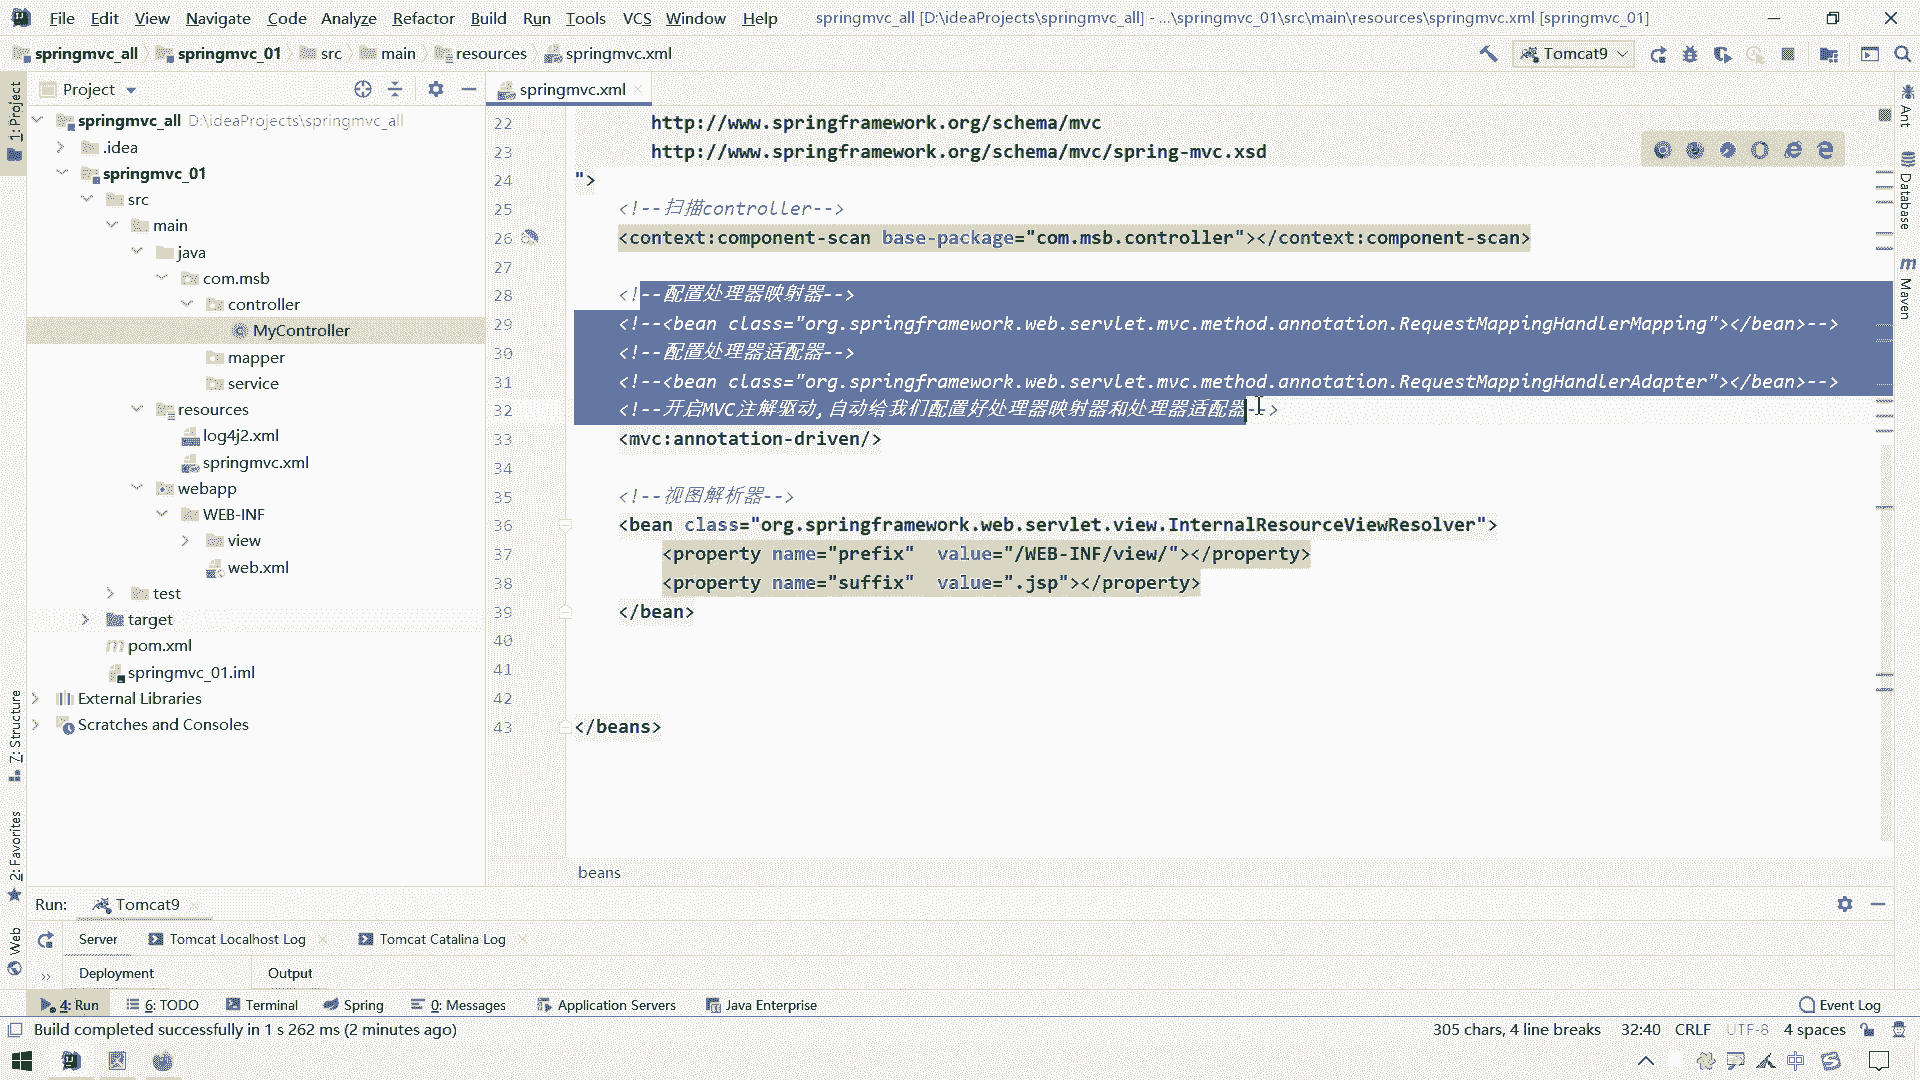 File Edit View Navigate Code Analyze Refactor Build Run Tools VCS Window Help springmvc_all [D:\ideaProjects\springmvc_all] - ...\springmvc_01\src\main\resources\springmvc.xml [springmvc_01]
springmvc_all springmvc_01 src main resources springmvc.xml Tomcat9
1: Project
Project
springmvc_all D:\ideaProjects\springmvc_all
.idea
springmvc_01
src
main
java
com.msb
controller
MyController
mapper
service
resources
log4j2.xml
springmvc.xml
webapp
WEB-INF
view
web.xml
test
target
pom.xml
springmvc_01.iml
External Libraries
Scratches and Consoles
Z: Structure
2: Favorites
Web
springmvc.xml
22 http://www.springframework.org/schema/mvc
23 http://www.springframework.org/schema/mvc/spring-mvc.xsd
24 ">
25 <!--扫描controller-->
26 <context:component-scan base-package="com.msb.controller"></context:component-scan>
27
28 <!--配置处理器映射器-->
29 <!--<bean class="org.springframework.web.servlet.mvc.method.annotation.RequestMappingHandlerMapping"></bean>-->
30 <!--配置处理器适配器-->
31 <!--<bean class="org.springframework.web.servlet.mvc.method.annotation.RequestMappingHandlerAdapter"></bean>-->
32 <!--开启MVC注解驱动,自动给我们配置好处理器映射器和处理器适配器-->
33 <mvc:annotation-driven/>
34
35 <!--视图解析器-->
36 <bean class="org.springframework.web.servlet.view.InternalResourceViewResolver">
37 <property name="prefix" value="/WEB-INF/view/"></property>
38 <property name="suffix" value=".jsp"></property>
39 </bean>
40
41
42
43 </beans>
beans
Ant
Database
Maven
Run: Tomcat9
Server Tomcat Localhost Log Tomcat Catalina Log
Deployment Output
4: Run 6: TODO Terminal Spring 0: Messages Application Servers Java Enterprise Event Log
Build completed successfully in 1 s 262 ms (2 minutes ago) 305 chars, 4 line breaks 32:40 CRLF UTF-8 4 spaces
中